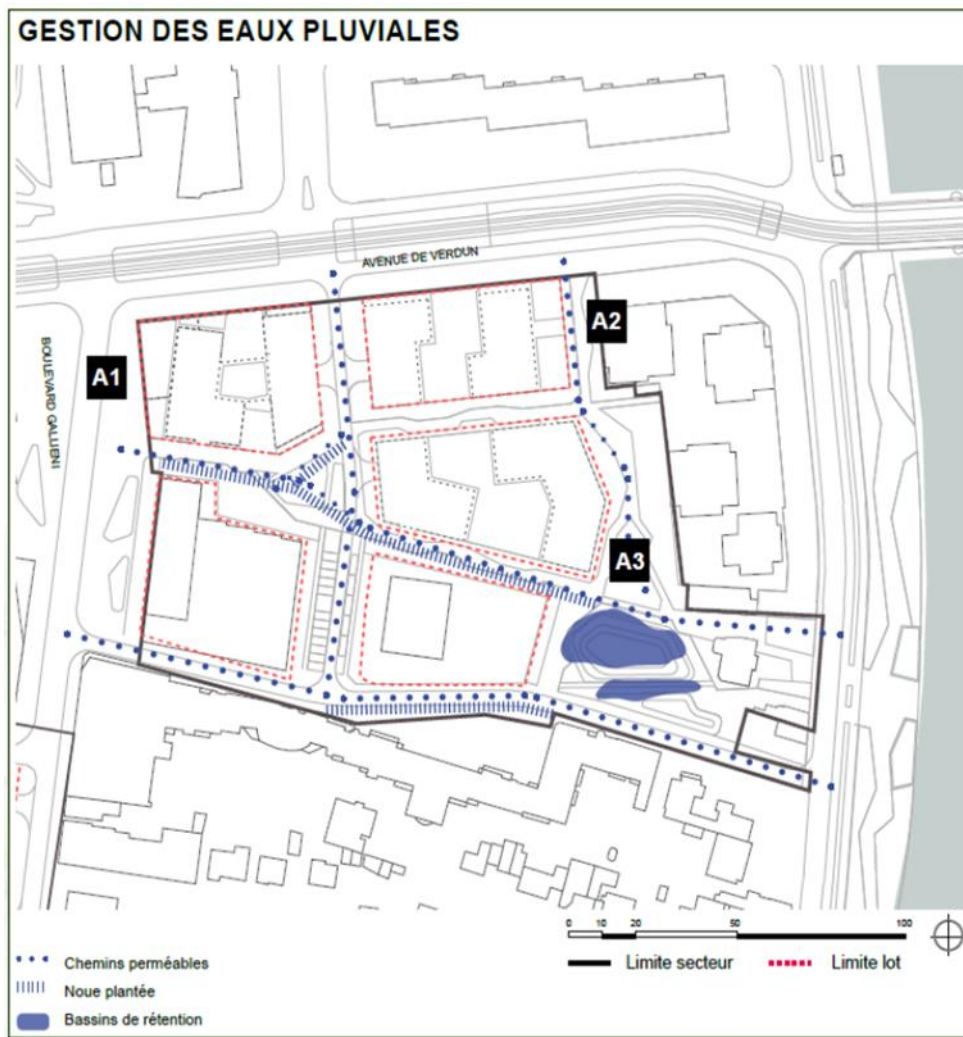 GESTION DES EAUX PLUVIALES
AVENUE DE VERDUN
A2
BOULEVARD GALLIENI
A1
A3
0 10 20 50 100
Chemins perméables
Limite secteur
Limite lot
Noue plantée
Bassins de rétention